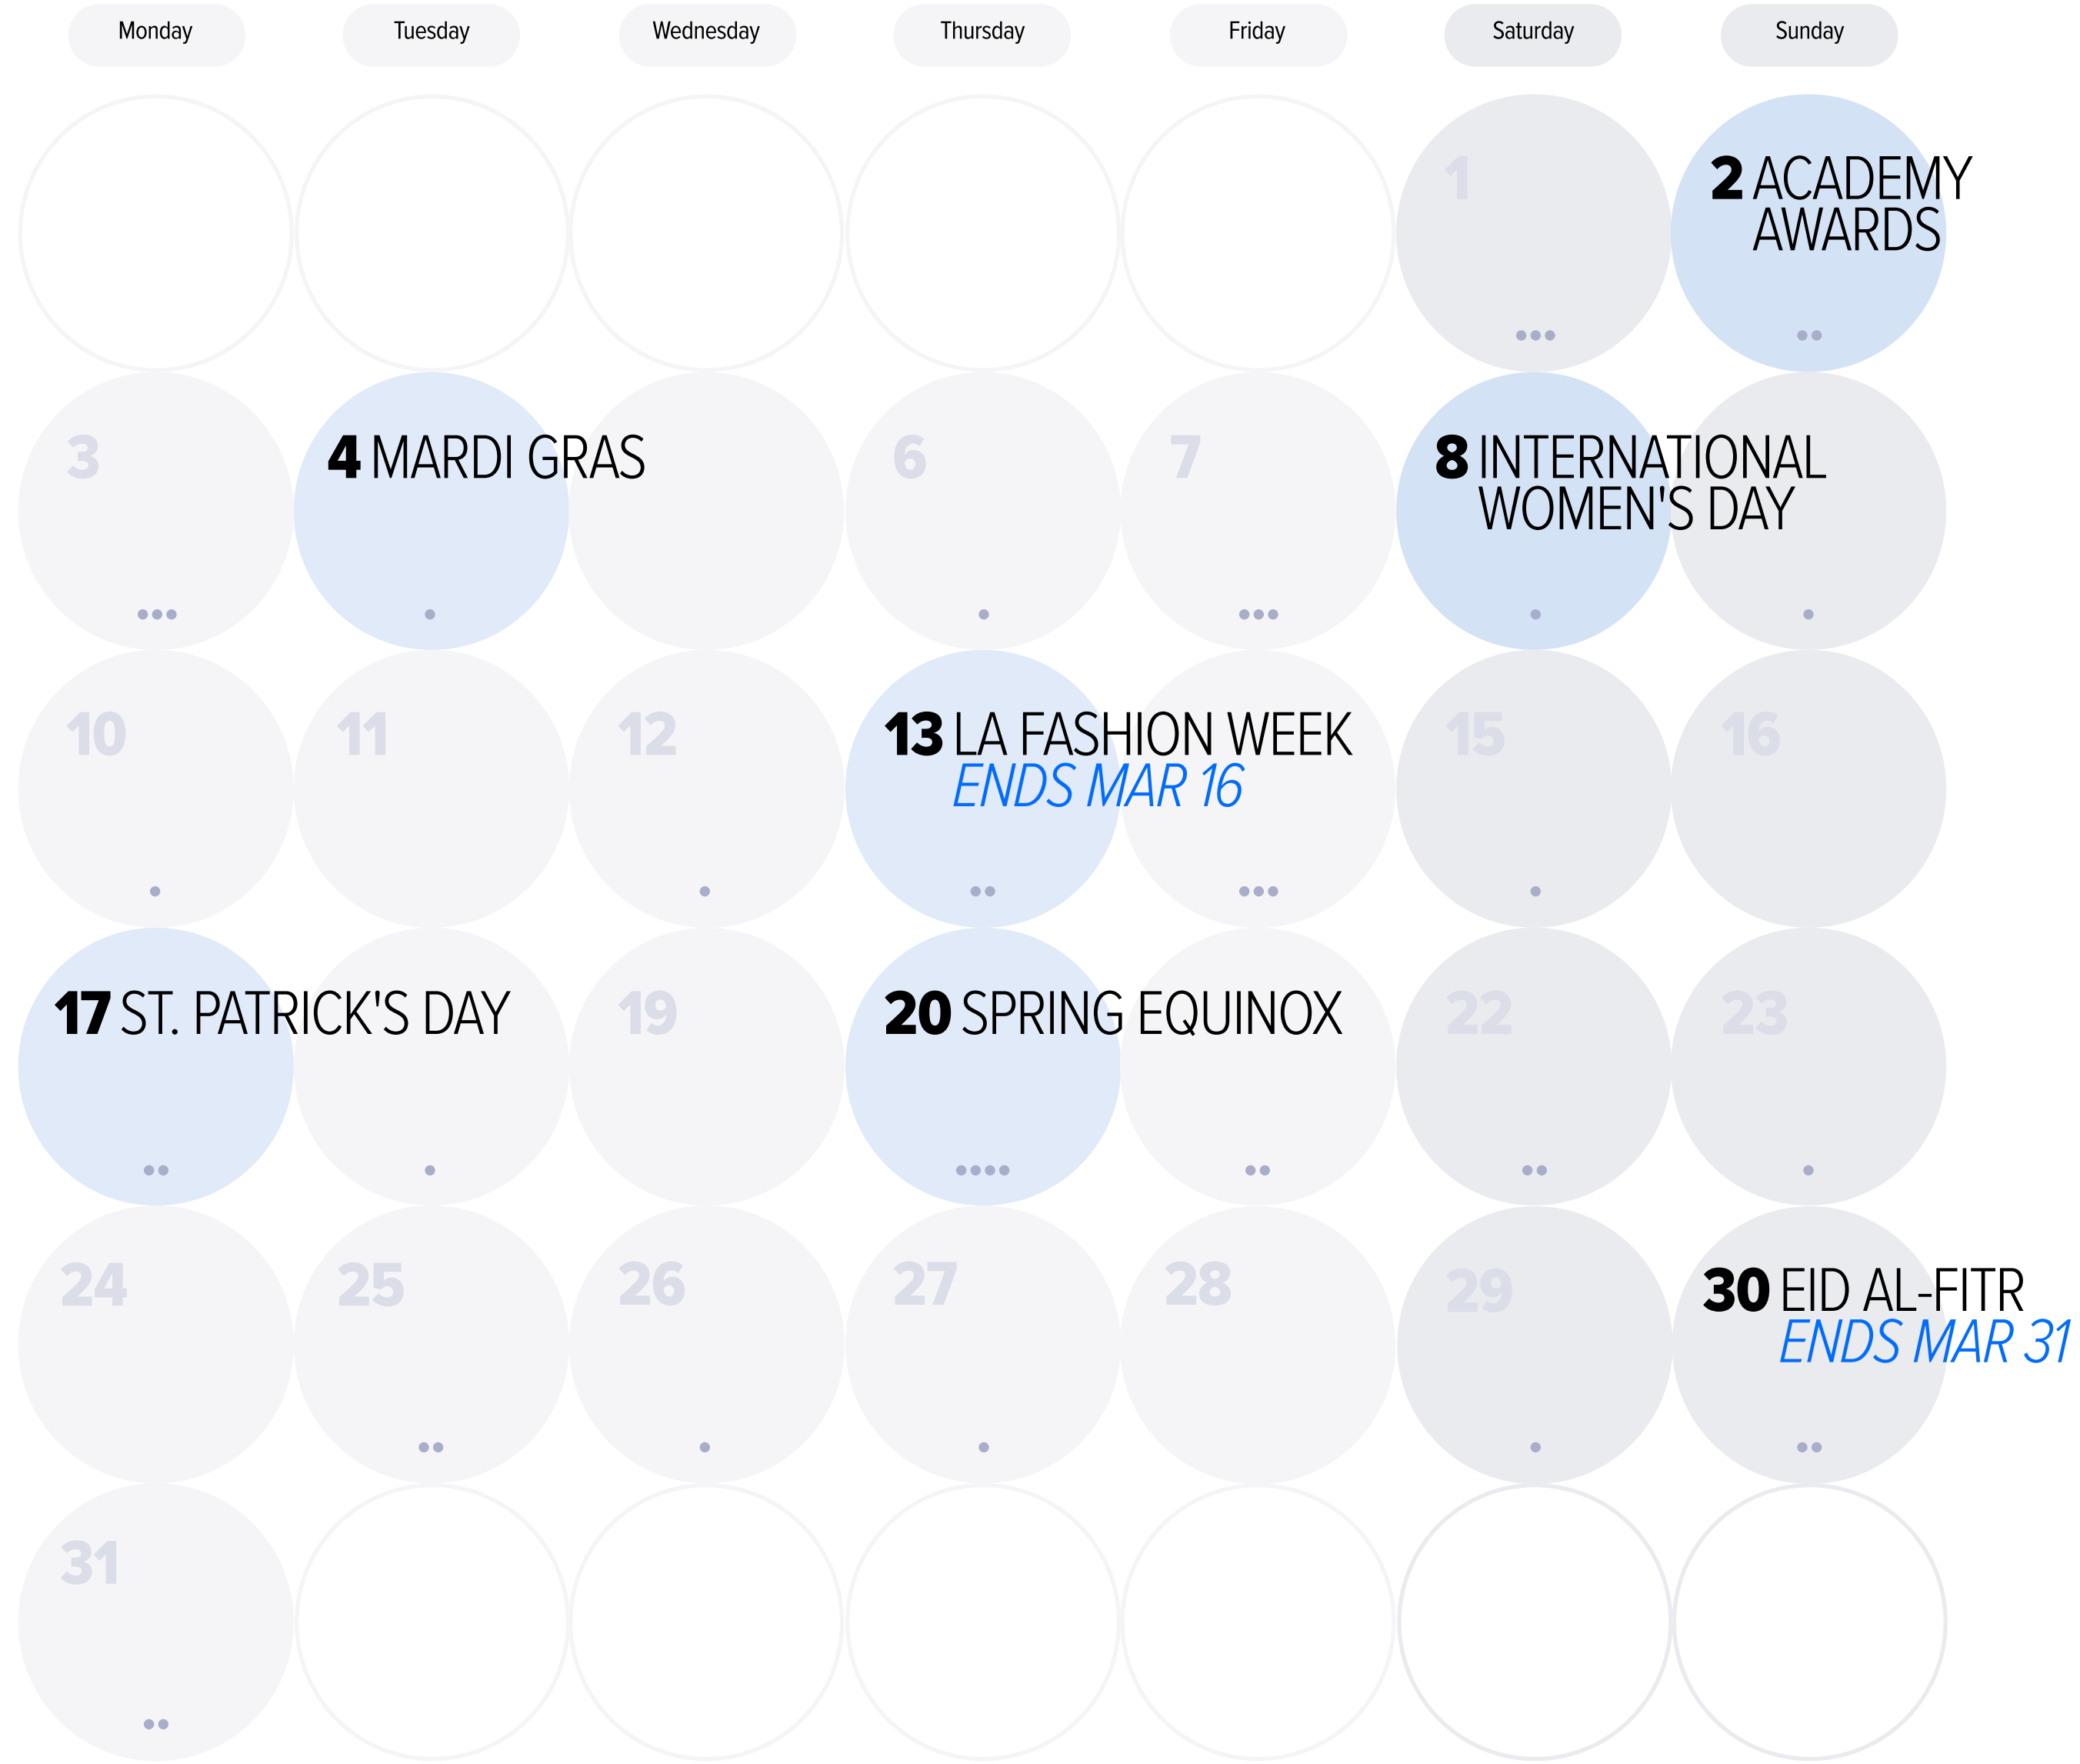 Monday Tuesday Wednesday Thursday Friday Saturday Sunday
1 2 ACADEMY
AWARDS
3 4 MARDI GRAS 6 7 8 INTERNATIONAL
WOMEN'S DAY
10 11 12 13 LA FASHION WEEK 15 16
ENDS MAR 16
17 ST. PATRICK'S DAY 19 20 SPRING EQUINOX 22 23
24 25 26 27 28 29 30 EID AL-FITR
ENDS MAR 31
31